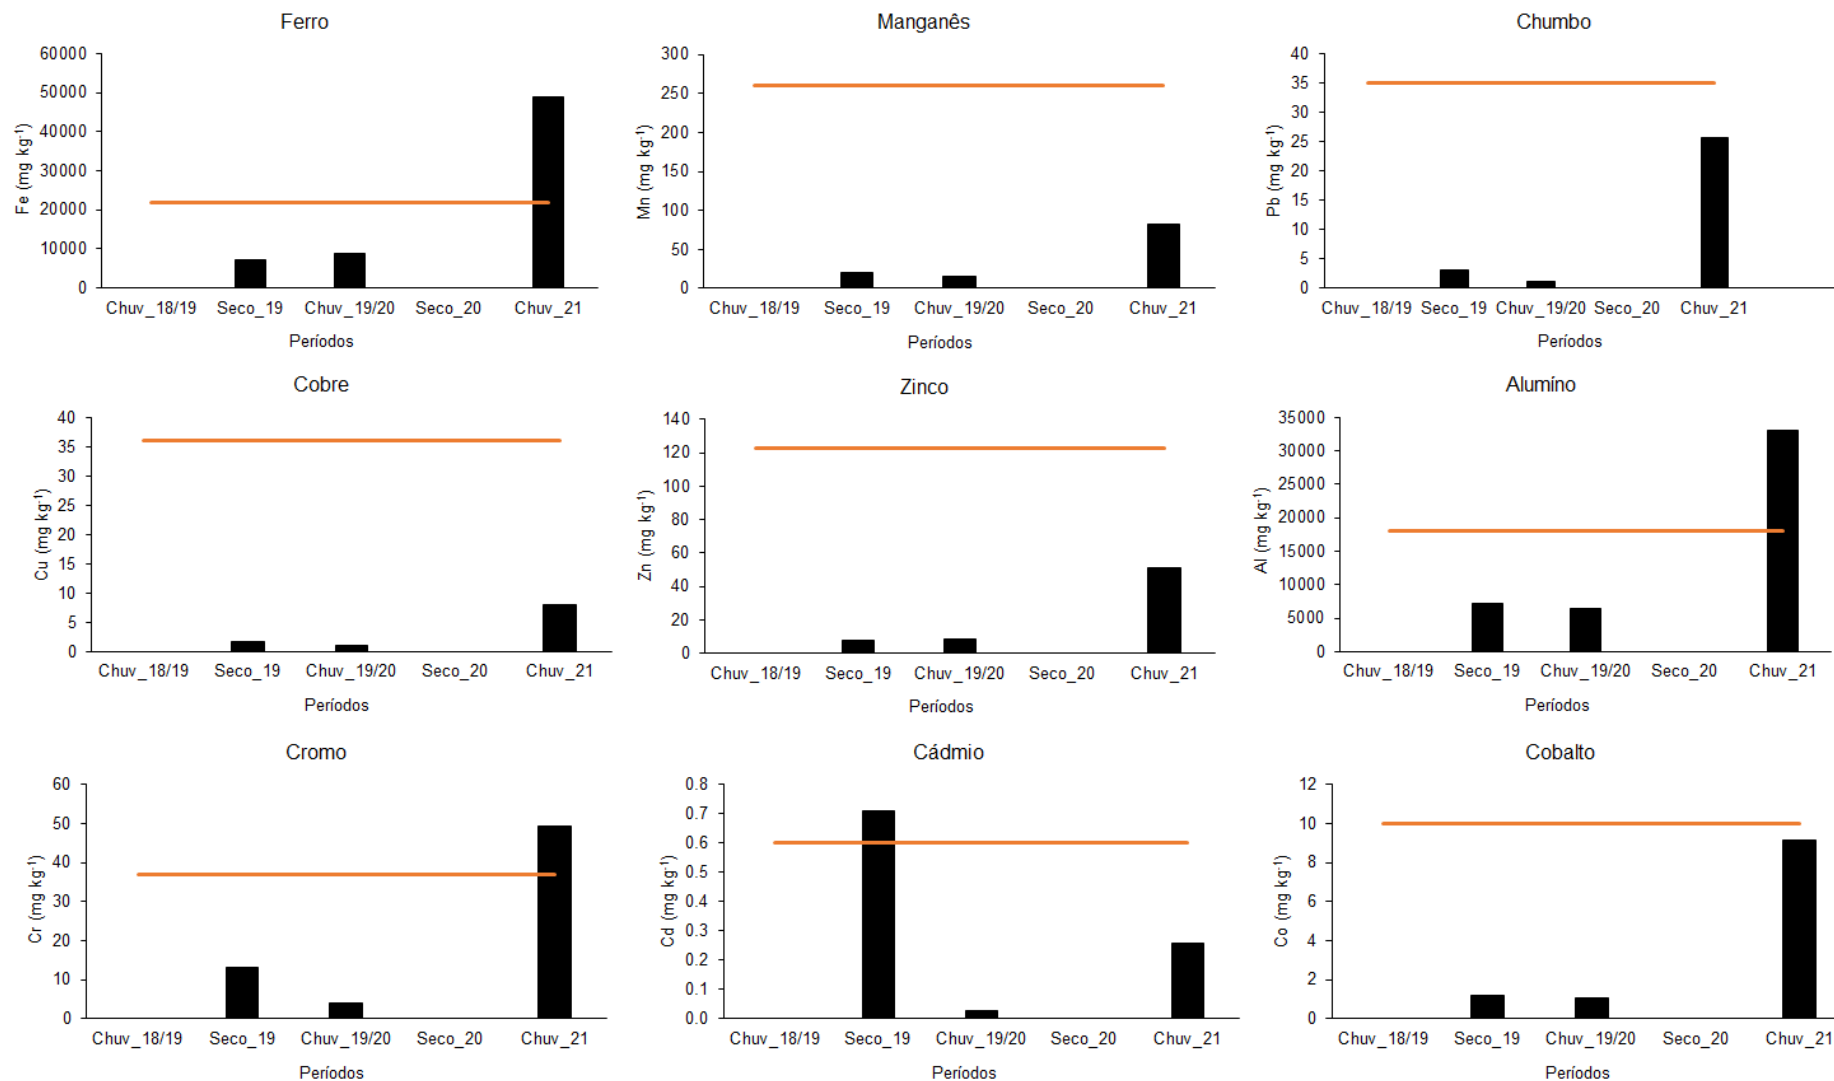 Ferro
60000
50000
40000
30000
20000
10000
0
Fe (mg kg⁻¹)
Chuv_18/19 Seco_19 Chuv_19/20 Seco_20 Chuv_21
Períodos
Manganês
300
250
200
150
100
50
0
Mn (mg kg⁻¹)
Chuv_18/19 Seco_19 Chuv_19/20 Seco_20 Chuv_21
Períodos
Chumbo
40
35
30
25
20
15
10
5
0
Pb (mg kg⁻¹)
Chuv_18/19 Seco_19 Chuv_19/20 Seco_20 Chuv_21
Períodos
Cobre
40
35
30
25
20
15
10
5
0
Cu (mg kg⁻¹)
Chuv_18/19 Seco_19 Chuv_19/20 Seco_20 Chuv_21
Períodos
Zinco
140
120
100
80
60
40
20
0
Zn (mg kg⁻¹)
Chuv_18/19 Seco_19 Chuv_19/20 Seco_20 Chuv_21
Períodos
Alumíno
35000
30000
25000
20000
15000
10000
5000
0
Al (mg kg⁻¹)
Chuv_18/19 Seco_19 Chuv_19/20 Seco_20 Chuv_21
Períodos
Cromo
60
50
40
30
20
10
0
Cr (mg kg⁻¹)
Chuv_18/19 Seco_19 Chuv_19/20 Seco_20 Chuv_21
Períodos
Cádmio
0.8
0.7
0.6
0.5
0.4
0.3
0.2
0.1
0.0
Cd (mg kg⁻¹)
Chuv_18/19 Seco_19 Chuv_19/20 Seco_20 Chuv_21
Períodos
Cobalto
12
10
8
6
4
2
0
Co (mg kg⁻¹)
Chuv_18/19 Seco_19 Chuv_19/20 Seco_20 Chuv_21
Períodos